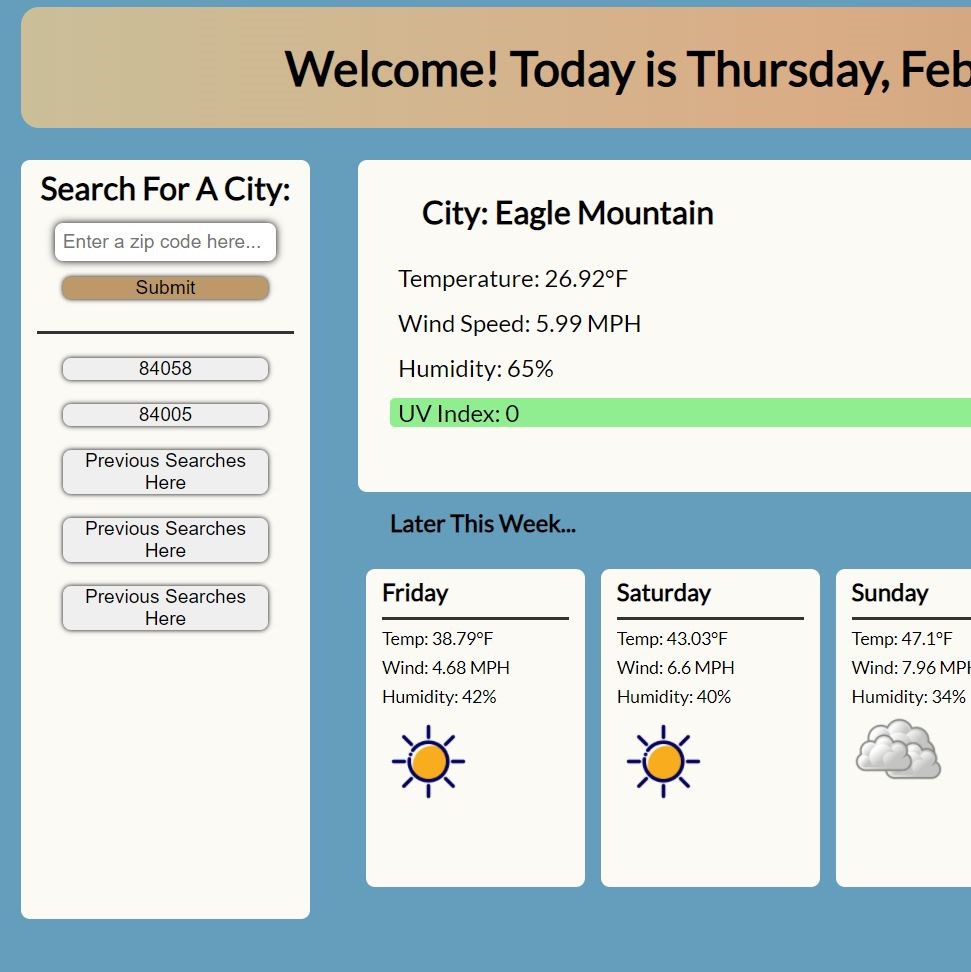 Welcome! Today is Thursday, Feb
Search For A City:
Enter a zip code here...
Submit
84058
84005
Previous Searches
Here
Previous Searches
Here
Previous Searches
Here
City: Eagle Mountain
Temperature: 26.92°F
Wind Speed: 5.99 MPH
Humidity: 65%
UV Index: 0
Later This Week...
Friday
Temp: 38.79°F
Wind: 4.68 MPH
Humidity: 42%
Saturday
Temp: 43.03°F
Wind: 6.6 MPH
Humidity: 40%
Sunday
Temp: 47.1°F
Wind: 7.96 MPH
Humidity: 34%